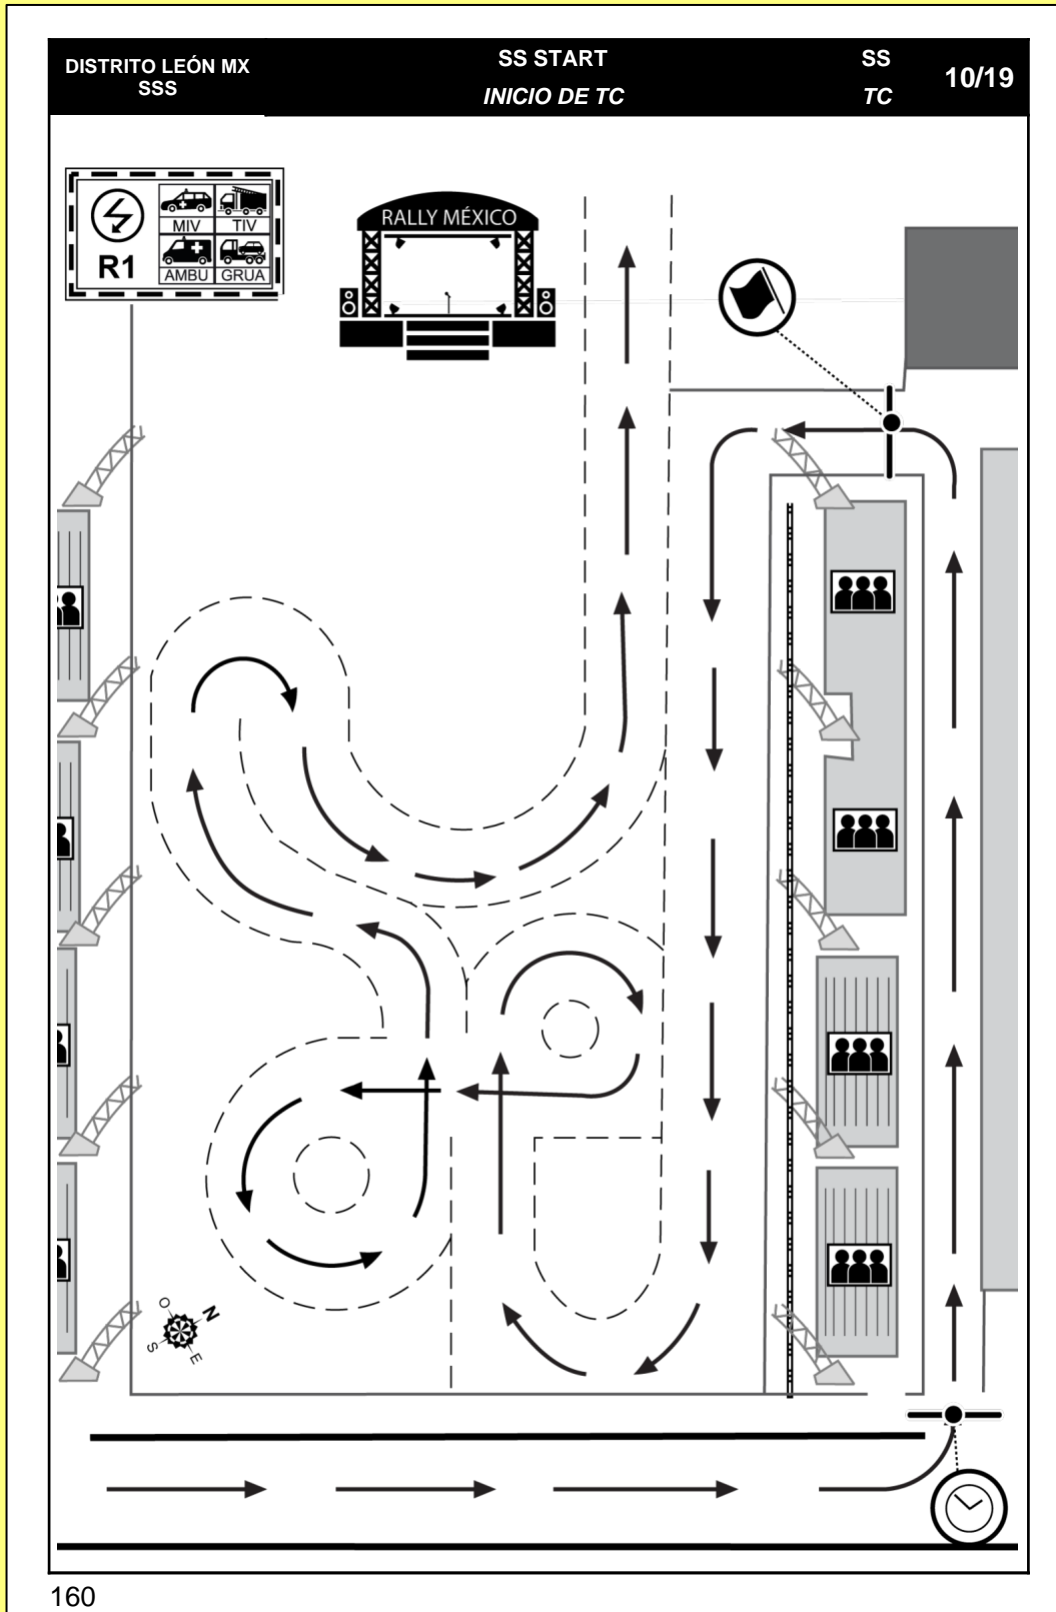 DISTRITO LEÓN MX
SSS
SS START
INICIO DE TC
SS
TC
10/19
R1
MIV
TIV
AMBU
GRUA
RALLY MÉXICO
O
N
S
E
160